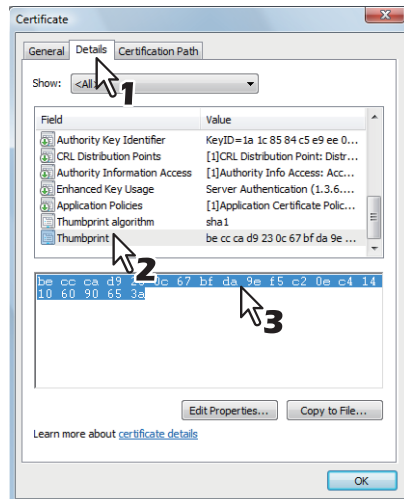 Certificate
General Details Certification Path
Show: <All>
1
Field Value
Authority Key Identifier KeyID=1a 1c 85 84 c5 e9 ee 0...
CRL Distribution Points [1]CRL Distribution Point: Distr...
Authority Information Access [1]Authority Info Access: Acc...
Enhanced Key Usage Server Authentication (1.3.6....
Application Policies [1]Application Certificate Polic...
Thumbprint algorithm sha1
Thumbprint be cc ca d9 23 0c 67 bf da 9e ...
2
be cc ca d9 0c 67 bf da 9e f5 c2 0e c4 14
10 60 90 65 3a
3
Edit Properties... Copy to File...
Learn more about certificate details
OK